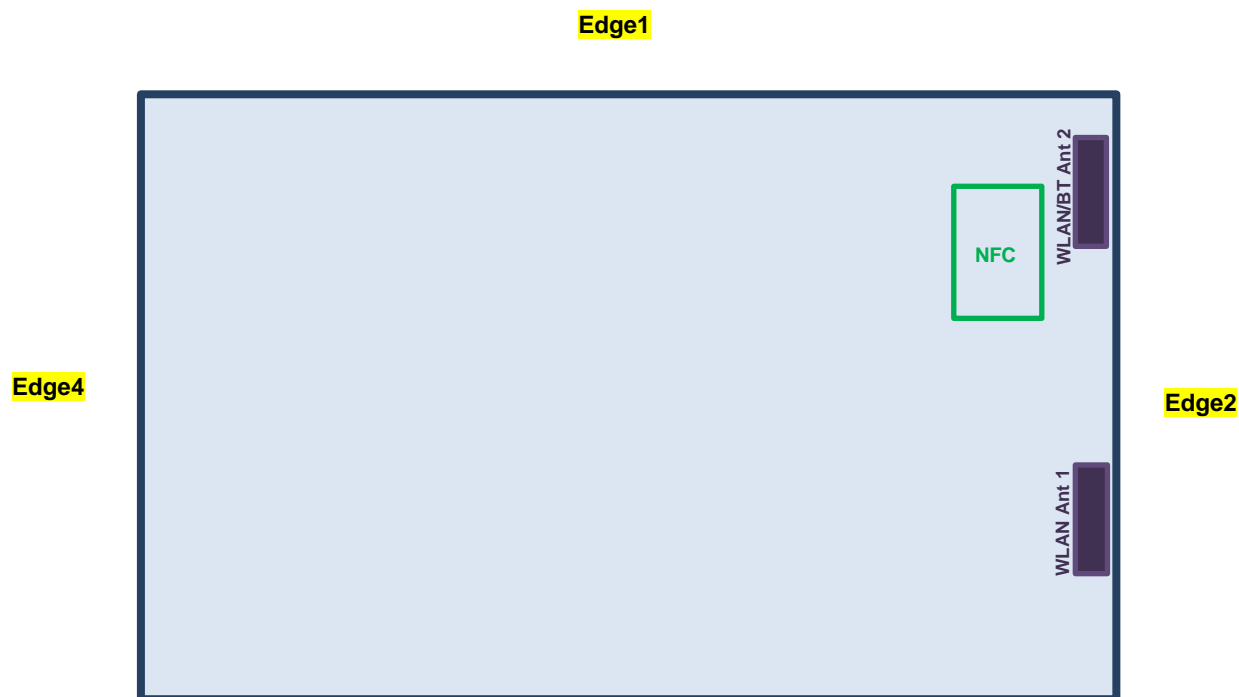 Edge1
WLAN/BT Ant 2
NFC
Edge4
Edge2
WLAN Ant 1